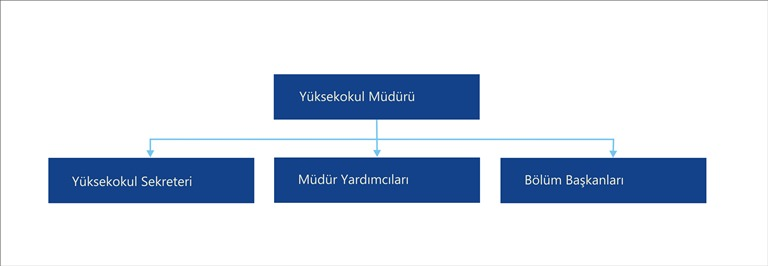 Yüksekokul Müdürü
Yüksekokul Sekreteri
Müdür Yardımcıları
Bölüm Başkanları